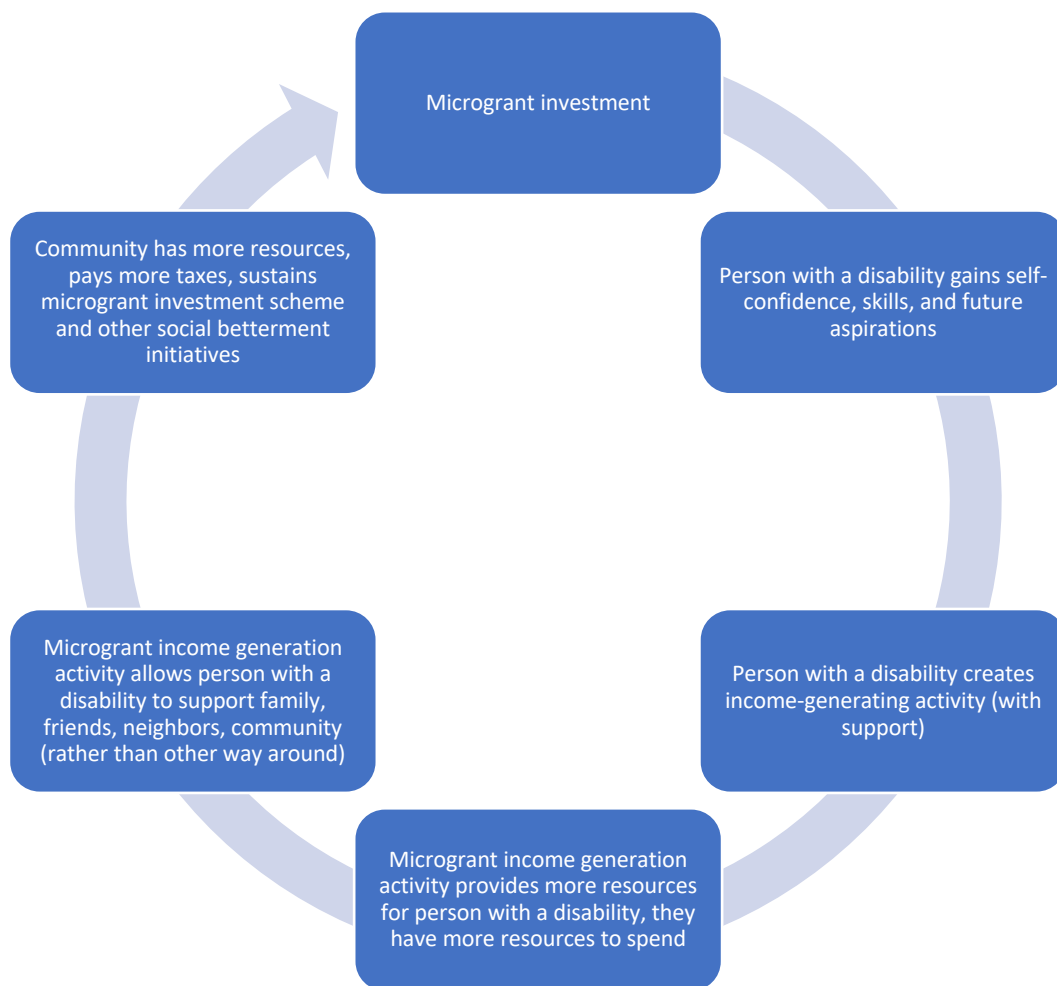 Microgrant investment
Person with a disability gains self-
confidence, skills, and future
aspirations
Person with a disability creates
income-generating activity (with
support)
Microgrant income generation
activity provides more resources
for person with a disability, they
have more resources to spend
Microgrant income generation
activity allows person with a
disability to support family,
friends, neighbors, community
(rather than other way around)
Community has more resources,
pays more taxes, sustains
microgrant investment scheme
and other social betterment
initiatives